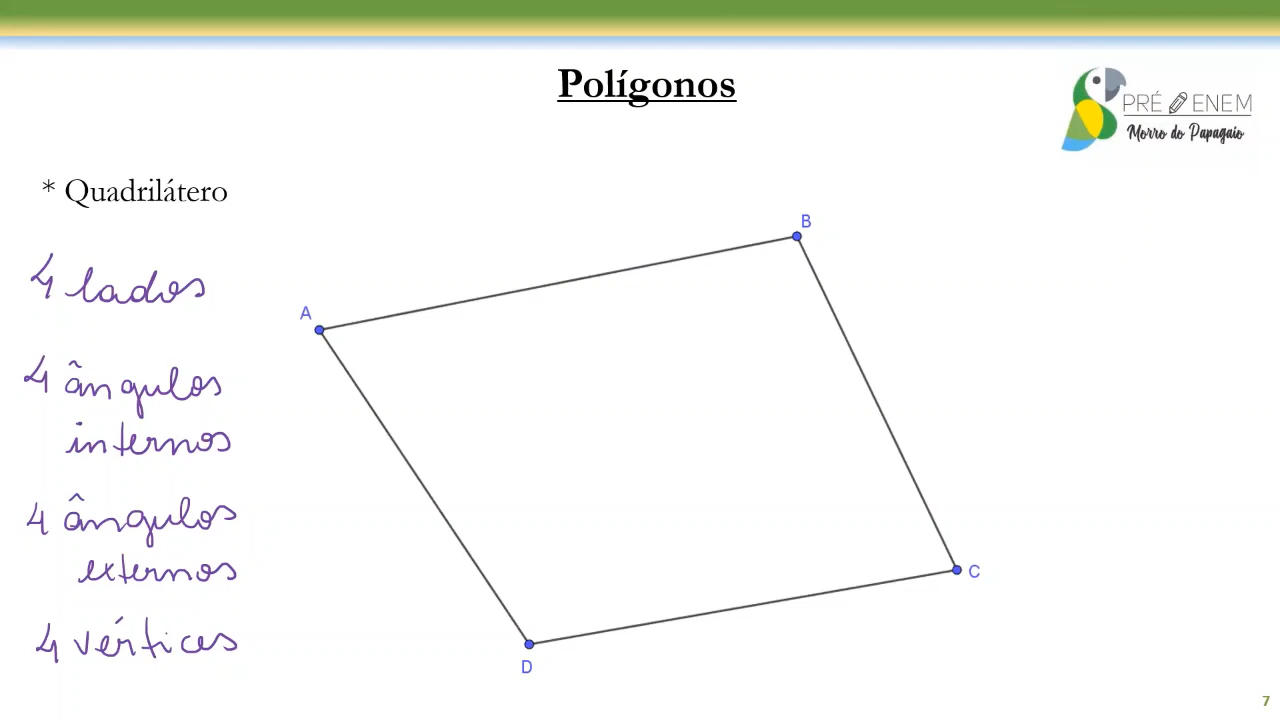 Polígonos
PRÉ ENEM
Morro do Papagaio
* Quadrilátero
4 lados
4 ângulos
internos
4 ângulos
externos
4 vértices
B
A
C
D
7